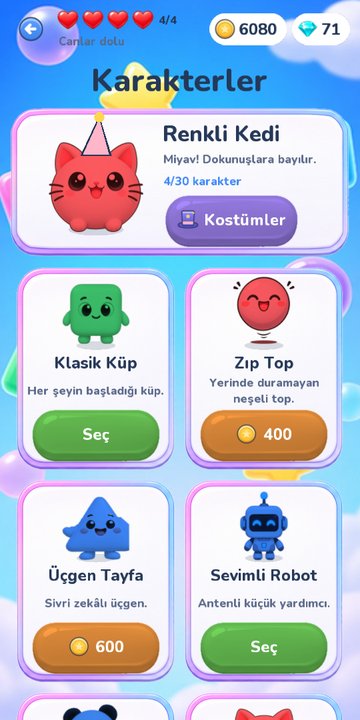 4/4
6080
71
Canlar dolu
Karakterler
Renkli Kedi
Miyav! Dokunuşlara bayılır.
4/30 karakter
Kostümler
Klasik Küp
Her şeyin başladığı küp.
Seç
Zıp Top
Yerinde duramayan
neşeli top.
400
Üçgen Tayfa
Sivri zekâlı üçgen.
600
Sevimli Robot
Antenli küçük yardımcı.
Seç